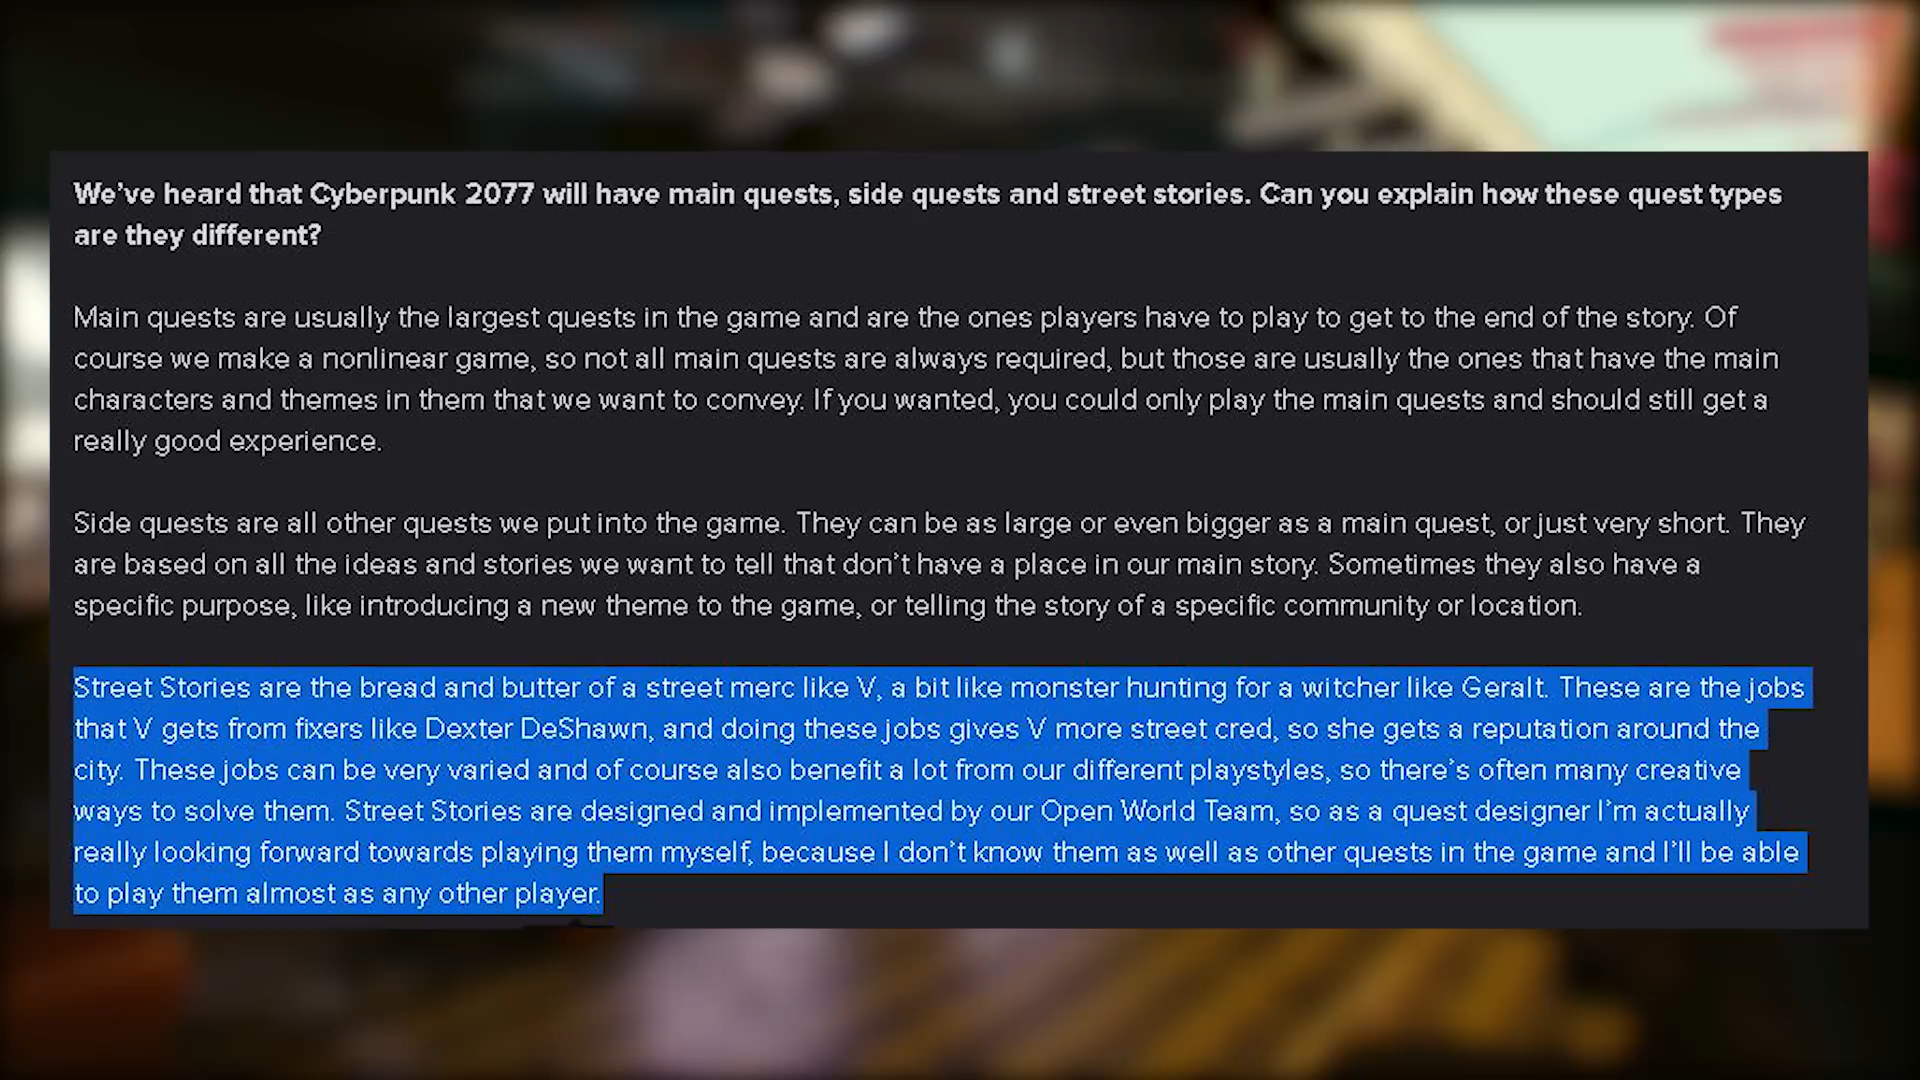 We've heard that Cyberpunk 2077 will have main quests, side quests and street stories. Can you explain how these quest types
are they different?
Main quests are usually the largest quests in the game and are the ones players have to play to get to the end of the story. Of
course we make a nonlinear game, so not all main quests are always required, but those are usually the ones that have the main
characters and themes in them that we want to convey. If you wanted, you could only play the main quests and should still get a
really good experience.
Side quests are all other quests we put into the game. They can be as large or even bigger as a main quest, or just very short. They
are based on all the ideas and stories we want to tell that don't have a place in our main story. Sometimes they also have a
specific purpose, like introducing a new theme to the game, or telling the story of a specific community or location.
Street Stories are the bread and butter of a street merc like V, a bit like monster hunting for a witcher like Geralt. These are the jobs
that V gets from fixers like Dexter DeShawn, and doing these jobs gives V more street cred, so she gets a reputation around the
city. These jobs can be very varied and of course also benefit a lot from our different playstyles, so there's often many creative
ways to solve them. Street Stories are designed and implemented by our Open World Team, so as a quest designer I'm actually
really looking forward towards playing them myself, because I don't know them as well as other quests in the game and I'll be able
to play them almost as any other player.